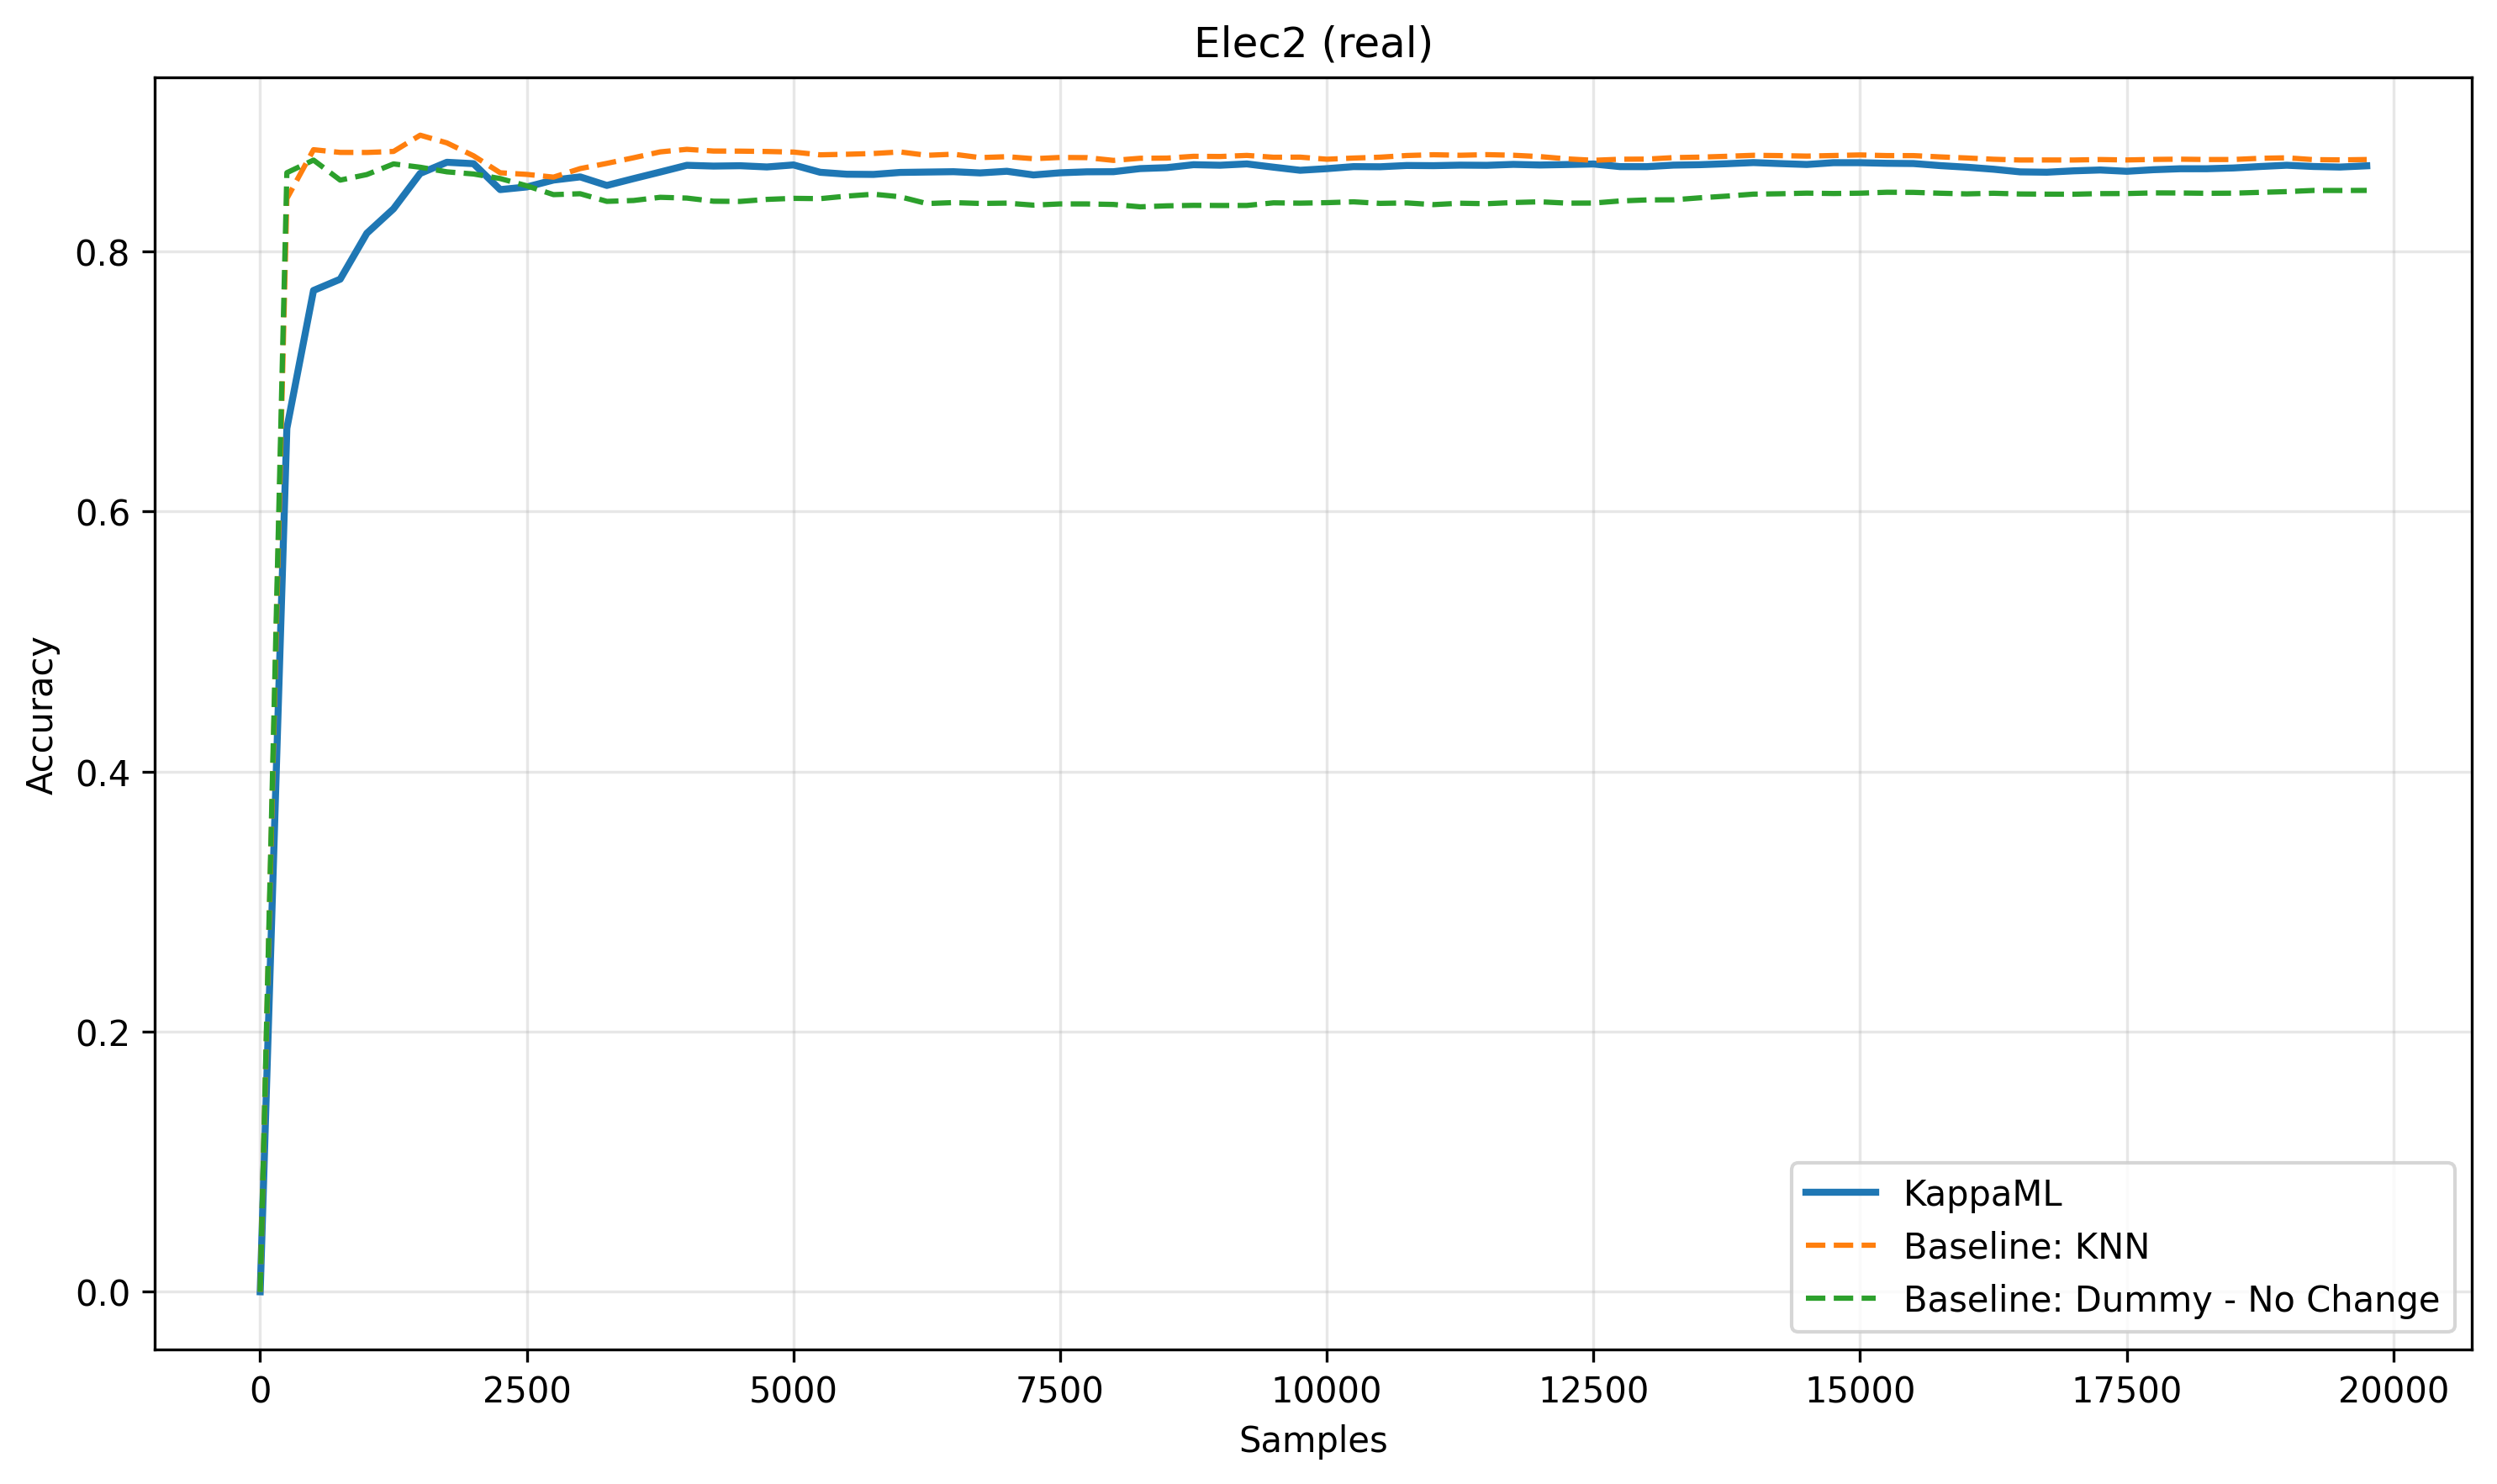 Elec2 (real)
Accuracy
0.8
0.6
0.4
0.2
0.0
0 2500 5000 7500 10000 12500 15000 17500 20000
Samples
KappaML
Baseline: KNN
Baseline: Dummy - No Change